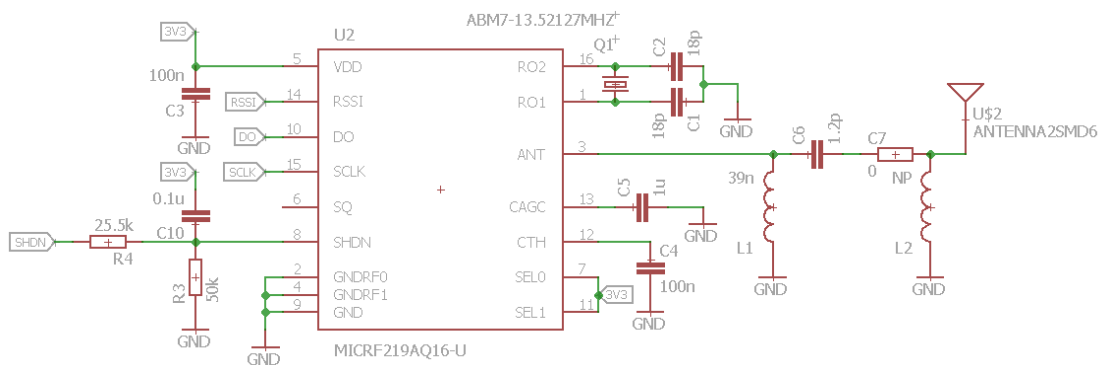 ABM7-13.52127MHZ
3V3
U2
Q1
C2
18p
5
VDD
RO2
16
100n
C3
RSSI
14
RSSI
RO1
1
18p
C1
GND
U$2
ANTENNA2SMD6
GND
DO
10
DO
ANT
3
C6
1.2p
C7
0
NP
3V3
SCLK
15
SCLK
39n
0.1u
C10
6
SQ
CAGC
13
C5
1u
GND
L1
L2
SHDN
25.5k
R4
8
SHDN
CTH
12
C4
100n
R3
50k
2
GNDRF0
SEL0
7
4
GNDRF1
3V3
9
GND
SEL1
11
GND
GND
GND
GND
GND
MICRF219AQ16-U